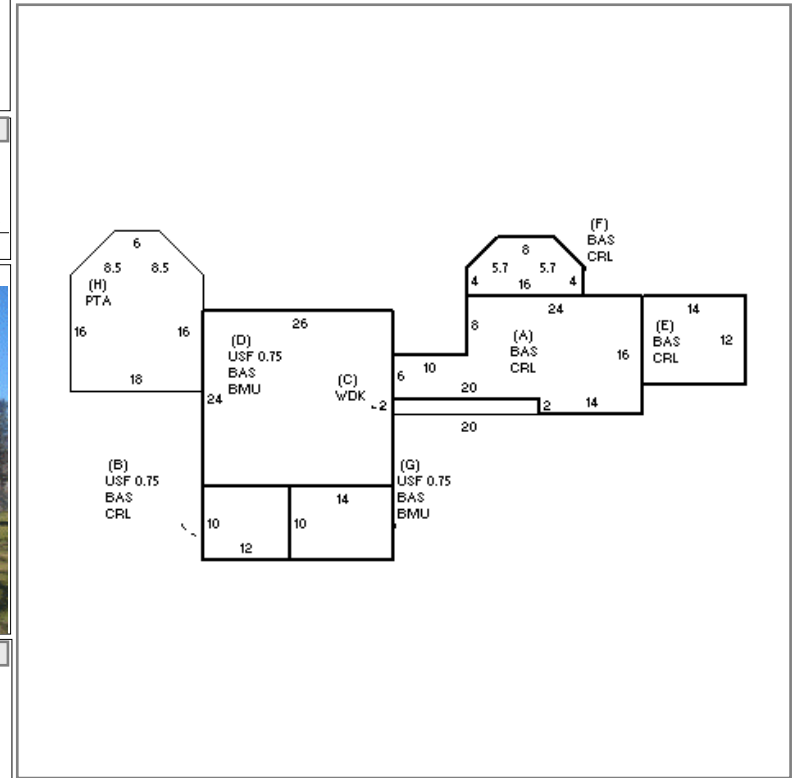 (F)
BAS
CRL
6
8.5 8.5
(H)
PTA
16 16
18
8
5.7 5.7
4 16 4
24
8
(A)
BAS
CRL
16
14
(E)
BAS
CRL
12
26
(D)
USF 0.75
BAS
BMU
24
(C)
WDK
2
6 10
20
2 14
20
(B)
USF 0.75
BAS
CRL
(G)
USF 0.75
BAS
BMU
14
10 10
12